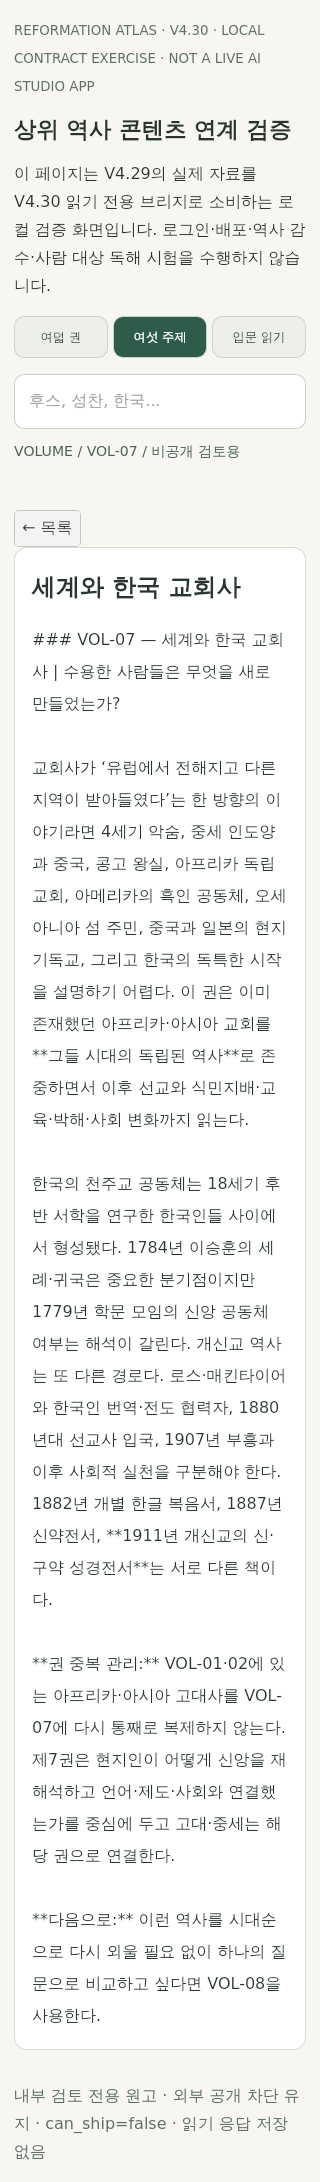 REFORMATION ATLAS · V4.30 · LOCAL
CONTRACT EXERCISE · NOT A LIVE AI
STUDIO APP
상위 역사 콘텐츠 연계 검증
이 페이지는 V4.29의 실제 자료를
V4.30 읽기 전용 브리지로 소비하는 로
컬 검증 화면입니다. 로그인·배포·역사 감
수·사람 대상 독해 시험을 수행하지 않습
니다.
여덟 권
여섯 주제
입문 읽기
후스, 성찬, 한국...
VOLUME / VOL-07 / 비공개 검토용
← 목록
세계와 한국 교회사
### VOL-07 — 세계와 한국 교회
사 | 수용한 사람들은 무엇을 새로
만들었는가?
교회사가 ‘유럽에서 전해지고 다른
지역이 받아들였다’는 한 방향의 이
야기라면 4세기 악숨, 중세 인도양
과 중국, 콩고 왕실, 아프리카 독립
교회, 아메리카의 흑인 공동체, 오세
아니아 섬 주민, 중국과 일본의 현지
기독교, 그리고 한국의 독특한 시작
을 설명하기 어렵다. 이 권은 이미
존재했던 아프리카·아시아 교회를
**그들 시대의 독립된 역사**로 존
중하면서 이후 선교와 식민지배·교
육·박해·사회 변화까지 읽는다.
한국의 천주교 공동체는 18세기 후
반 서학을 연구한 한국인들 사이에
서 형성됐다. 1784년 이승훈의 세
례·귀국은 중요한 분기점이지만
1779년 학문 모임의 신앙 공동체
여부는 해석이 갈린다. 개신교 역사
는 또 다른 경로다. 로스·매킨타이어
와 한국인 번역·전도 협력자, 1880
년대 선교사 입국, 1907년 부흥과
이후 사회적 실천을 구분해야 한다.
1882년 개별 한글 복음서, 1887년
신약전서, **1911년 개신교의 신·
구약 성경전서**는 서로 다른 책이
다.
**권 중복 관리:** VOL-01·02에 있
는 아프리카·아시아 고대사를 VOL-
07에 다시 통째로 복제하지 않는다.
제7권은 현지인이 어떻게 신앙을 재
해석하고 언어·제도·사회와 연결했
는가를 중심에 두고 고대·중세는 해
당 권으로 연결한다.
**다음으로:** 이런 역사를 시대순
으로 다시 외울 필요 없이 하나의 질
문으로 비교하고 싶다면 VOL-08을
사용한다.
내부 검토 전용 원고 · 외부 공개 차단 유
지 · can_ship=false · 읽기 응답 저장
없음